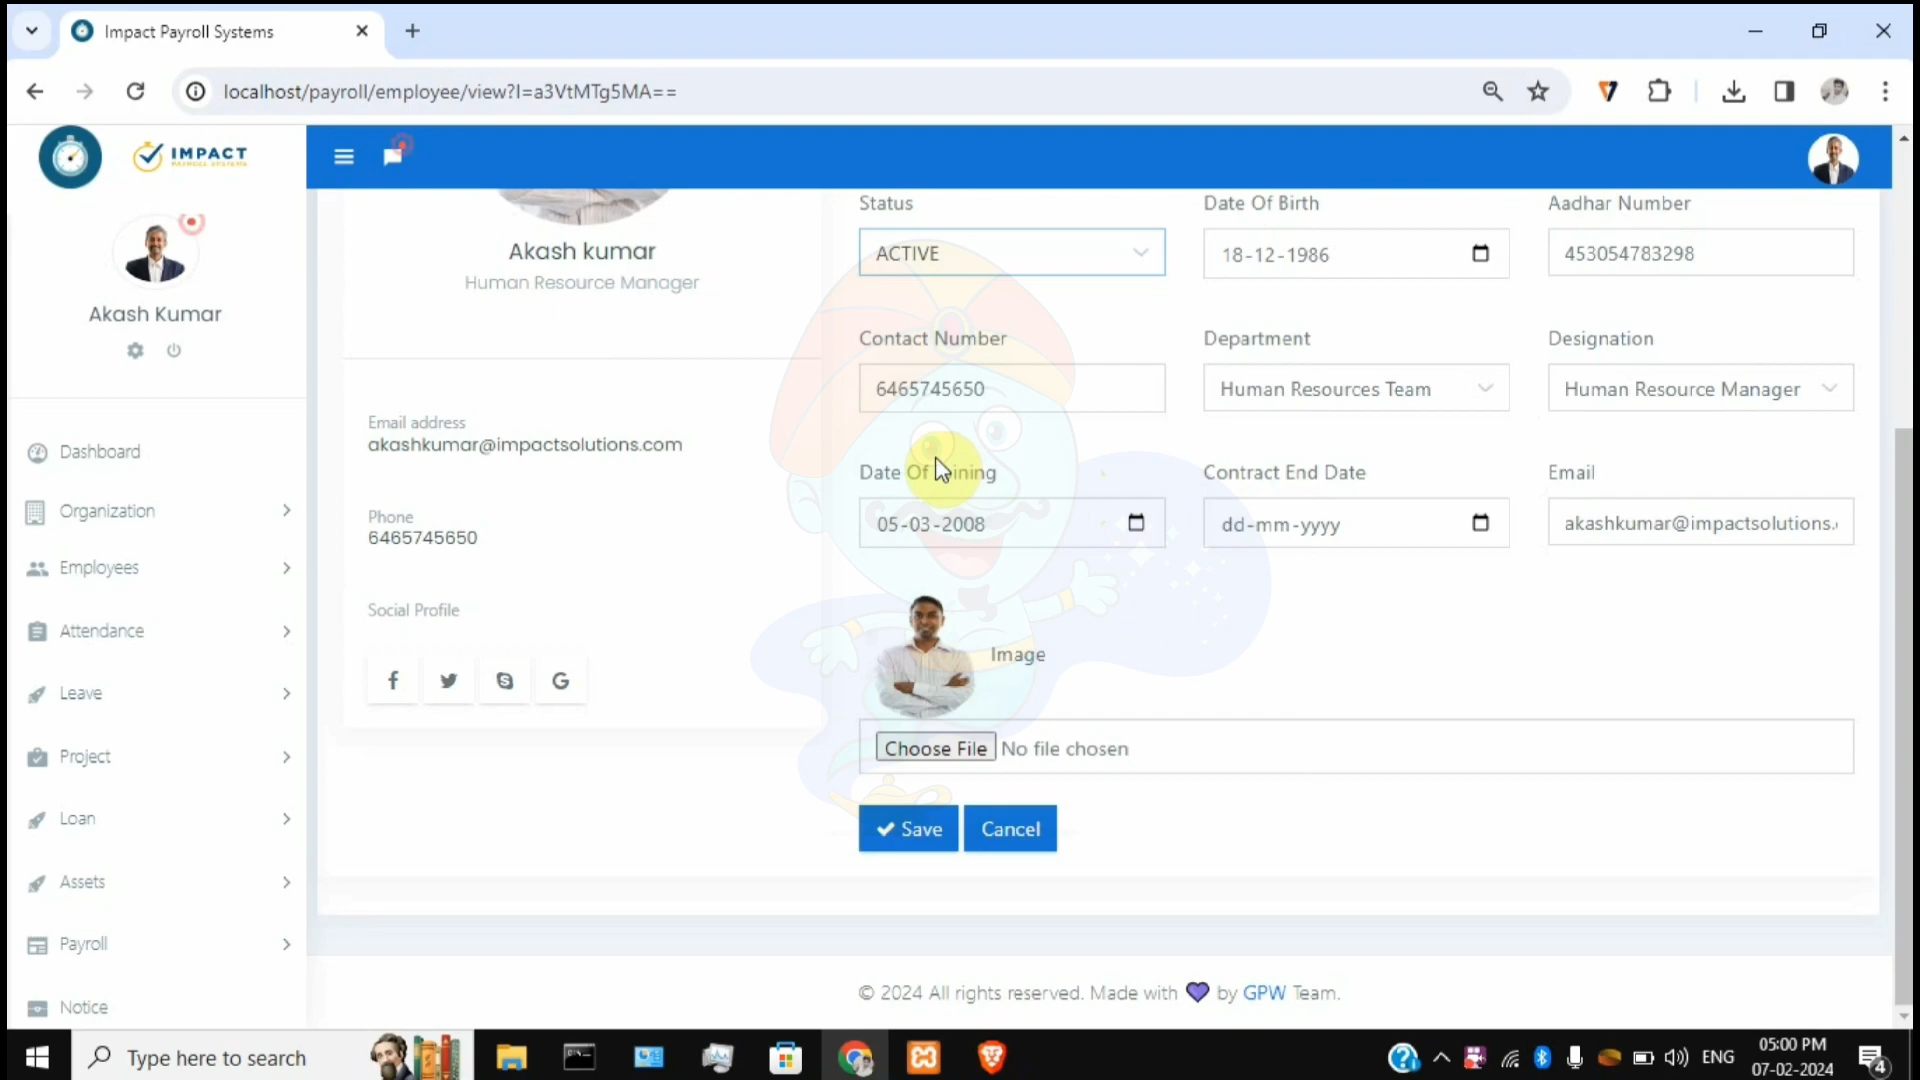 Impact Payroll Systems
localhost/payroll/employee/view?I=a3VtMTg5MA==
IMPACT
PAYROLL SYSTEMS
Akash Kumar
Dashboard
Organization
Employees
Attendance
Leave
Project
Loan
Assets
Payroll
Notice
Akash kumar
Human Resource Manager
Email address
akashkumar@impactsolutions.com
Phone
6465745650
Social Profile
Status
ACTIVE
Date Of Birth
18-12-1986
Aadhar Number
453054783298
Contact Number
6465745650
Department
Human Resources Team
Designation
Human Resource Manager
Date Of Joining
05-03-2008
Contract End Date
dd-mm-yyyy
Email
akashkumar@impactsolutions.
Image
Choose File No file chosen
Save
Cancel
© 2024 All rights reserved. Made with 💜 by GPW Team.
Type here to search
ENG
05:00 PM
07-02-2024
4